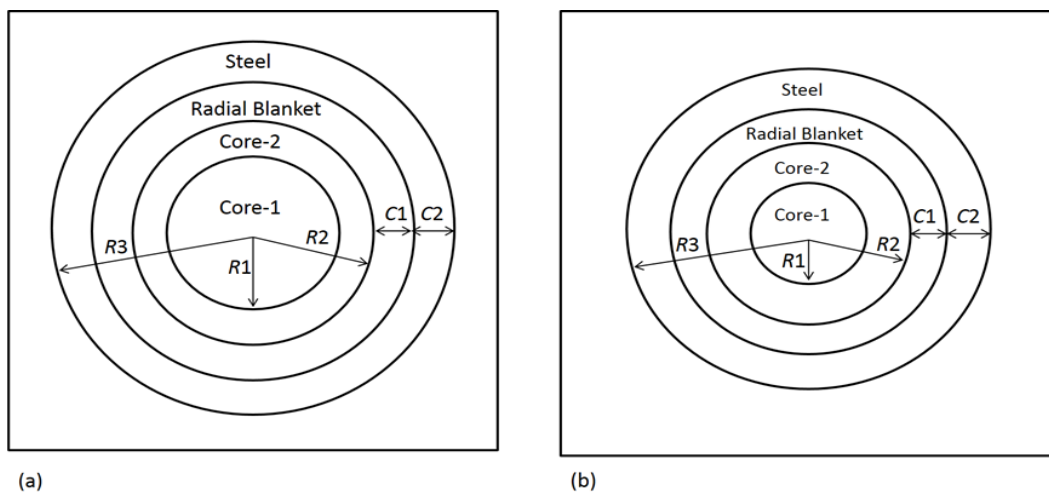 Steel
Radial Blanket
Core-2
Core-1
C1
C2
R3
R2
R1
(a)
Steel
Radial Blanket
Core-2
Core-1
C1
C2
R3
R2
R1
(b)